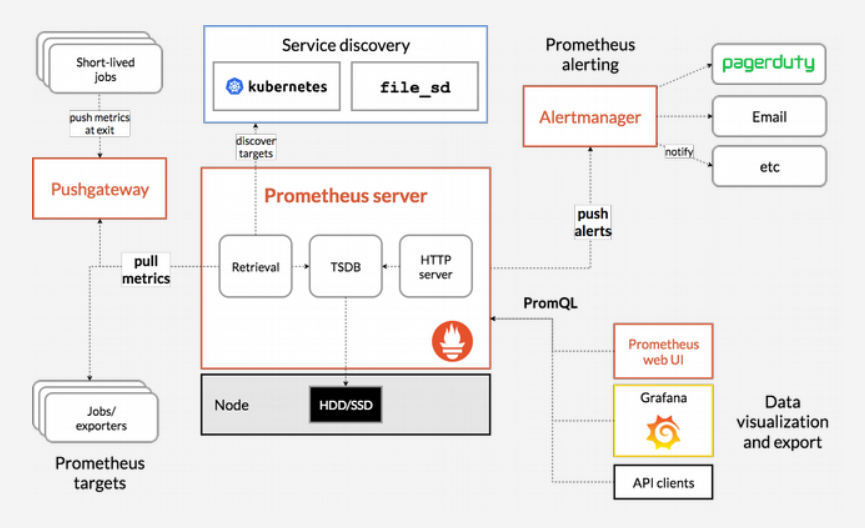 Short-lived
jobs
push metrics
at exit
Pushgateway
pull
metrics
Jobs/
exporters
Prometheus
targets
Service discovery
kubernetes
file_sd
discover
targets
Prometheus server
Retrieval
TSDB
HTTP
server
Node
HDD/SSD
Prometheus
alerting
Alertmanager
pagerduty
Email
notify
etc
push
alerts
PromQL
Prometheus
web UI
Grafana
API clients
Data
visualization
and export